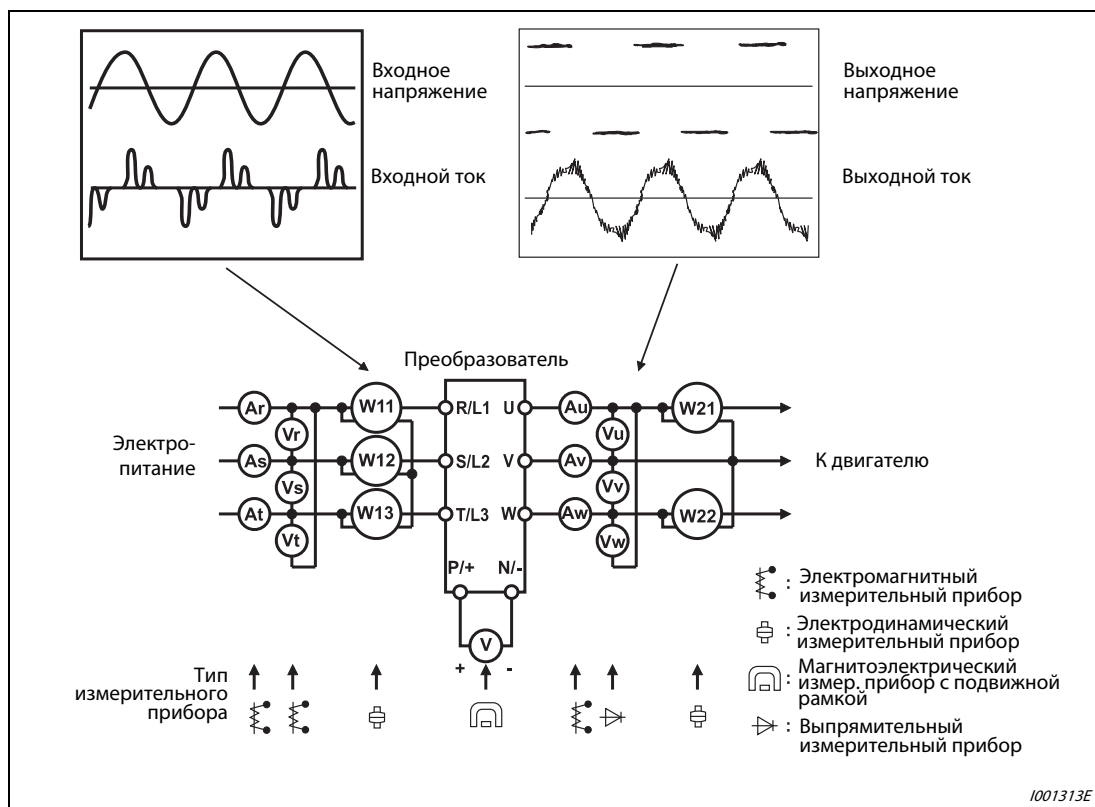 Входное
напряжение
Входной ток
Выходное
напряжение
Выходной ток
Преобразователь
Электро-
питание
Ar
Vr
As
Vs
At
Vt
W11
W12
W13
R/L1
U
S/L2
V
T/L3
W
P/+
N/-
V
+
-
Au
Vu
Av
Vv
Aw
Vw
W21
W22
К двигателю
Тип
измерительного
прибора
: Электромагнитный
измерительный прибор
: Электродинамический
измерительный прибор
: Магнитоэлектрический
измер. прибор с подвижной
рамкой
: Выпрямительный
измерительный прибор
I001313E